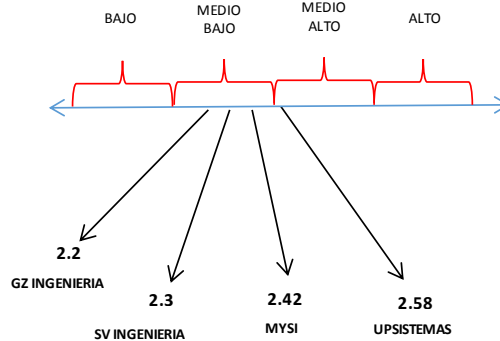 BAJO
MEDIO
BAJO
MEDIO
ALTO
ALTO
2.2
GZ INGENIERIA
2.3
SV INGENIERIA
2.42
MYSI
2.58
UPSISTEMAS